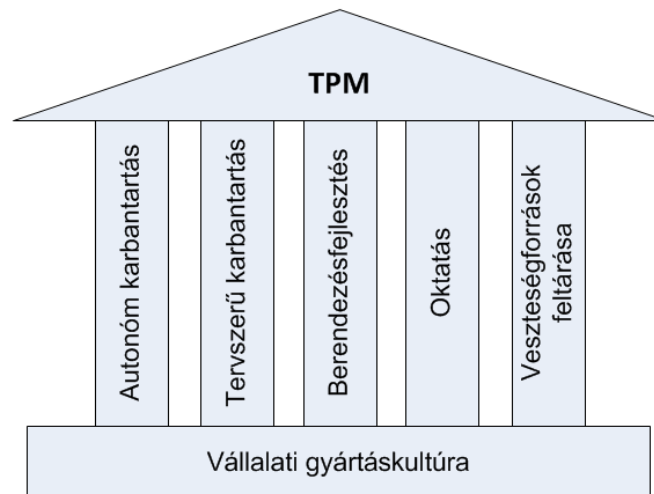 TPM
Autonóm karbantartás
Tervszerű karbantartás
Berendezésfejlesztés
Oktatás
Veszteségforrások
feltárása
Vállalati gyártáskultúra